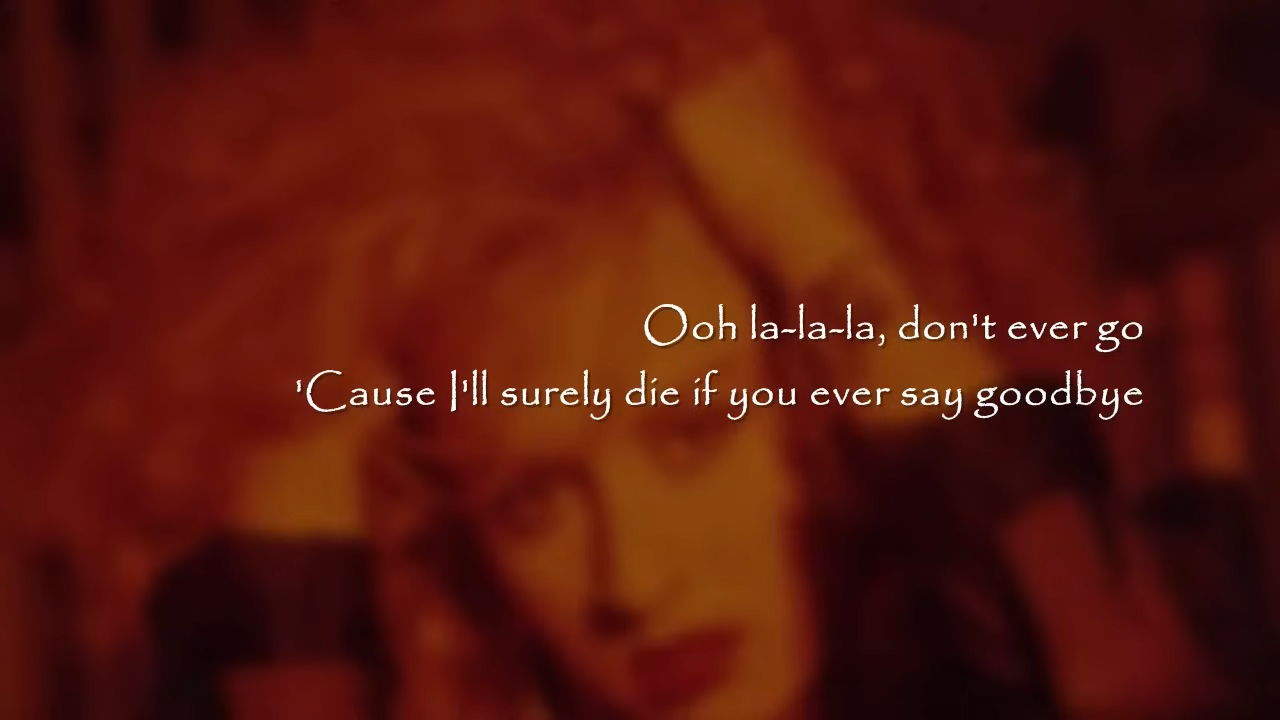 Ooh la-la-la, don't ever go
'Cause I'll surely die if you ever say goodbye